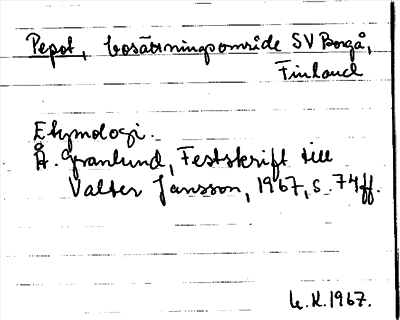 Pepot, bosättningsområde SV Borgå,
Finland
Etymologi.
Å. Granlund, Festskrift till
Valter Jansson, 1967, s. 74ff.
1967.